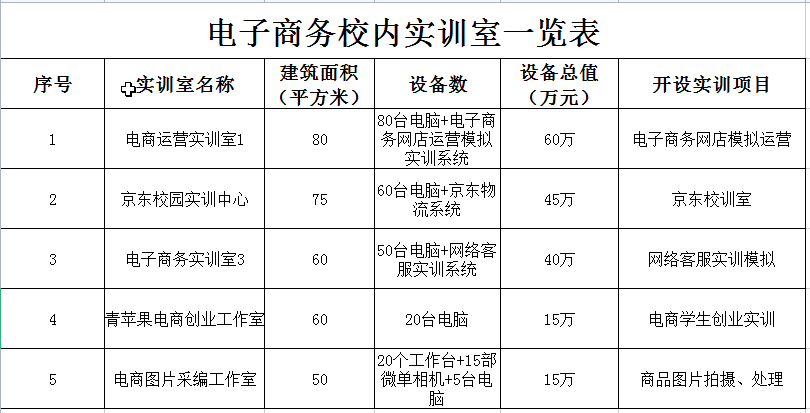 电子商务校内实训室一览表
序号 实训室名称 建筑面积（平方米） 设备数 设备总值（万元） 开设实训项目
1 电商运营实训室1 80 80台电脑+电子商务网店运营模拟实训系统 60万 电子商务网店模拟运营
2 京东校园实训中心 75 60台电脑+京东物流系统 45万 京东校训室
3 电子商务实训室3 60 50台电脑+网络客服实训系统 40万 网络客服实训模拟
4 青苹果电商创业工作室 60 20台电脑 15万 电商学生创业实训
5 电商图片采编工作室 50 20个工作台+15部微单相机+5台电脑 15万 商品图片拍摄、处理